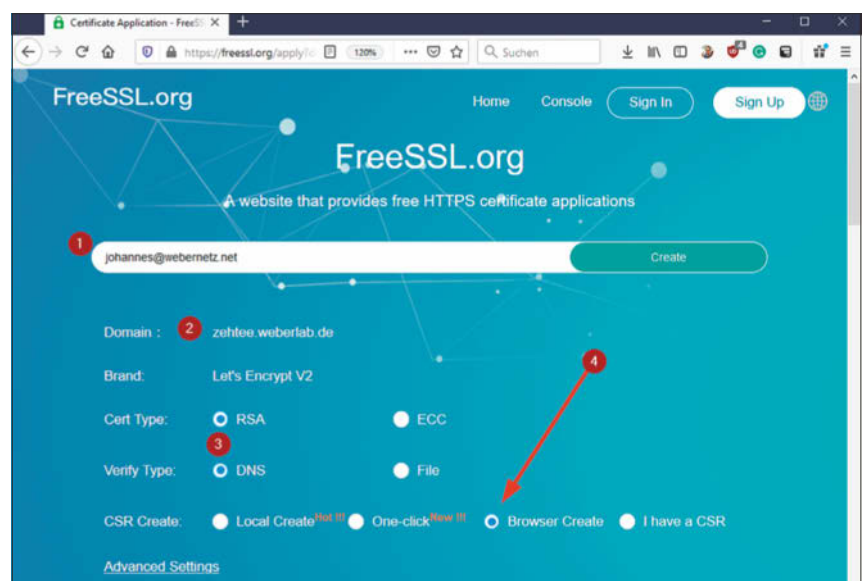 Certificate Application - FreeS
https://freessl.org/apply
120%
Suchen
FreeSSL.org
Home Console Sign In Sign Up
FreeSSL.org
A website that provides free HTTPS certificate applications
1
johannes@webernetz.net Create
Domain : 2 zehtee.weberlab.de
4
Brand: Let's Encrypt V2
Cert Type: RSA ECC
3
Verify Type: DNS File
CSR Create: Local Create Hot !!! One-click New !!! Browser Create I have a CSR
Advanced Settings